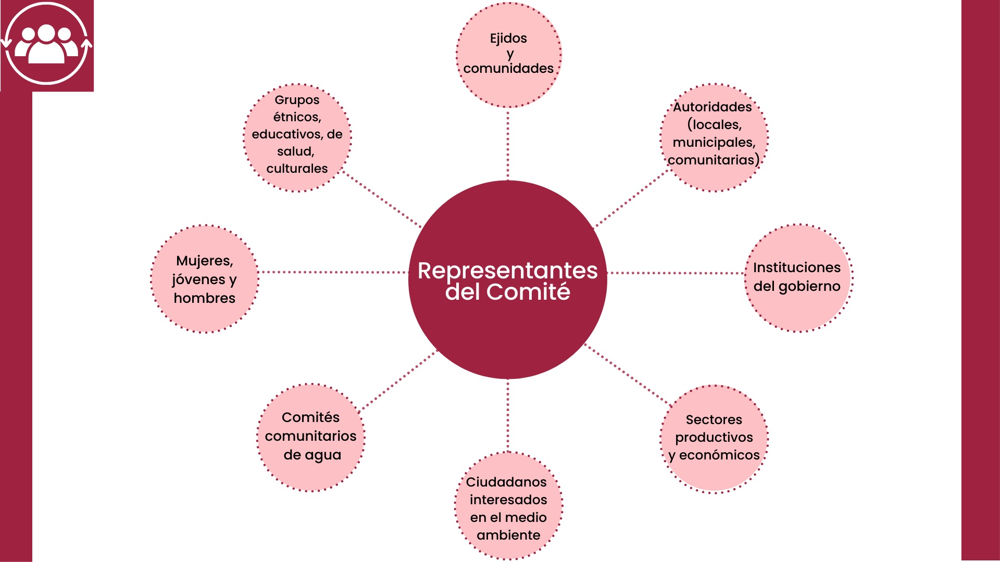 Ejidos
y
comunidades
Autoridades
(locales,
municipales,
comunitarias)
Instituciones
del gobierno
Sectores
productivos
y económicos
Ciudadanos
interesados
en el medio
ambiente
Comités
comunitarios
de agua
Mujeres,
jóvenes y
hombres
Grupos
étnicos,
educativos, de
salud,
culturales
Representantes
del Comité